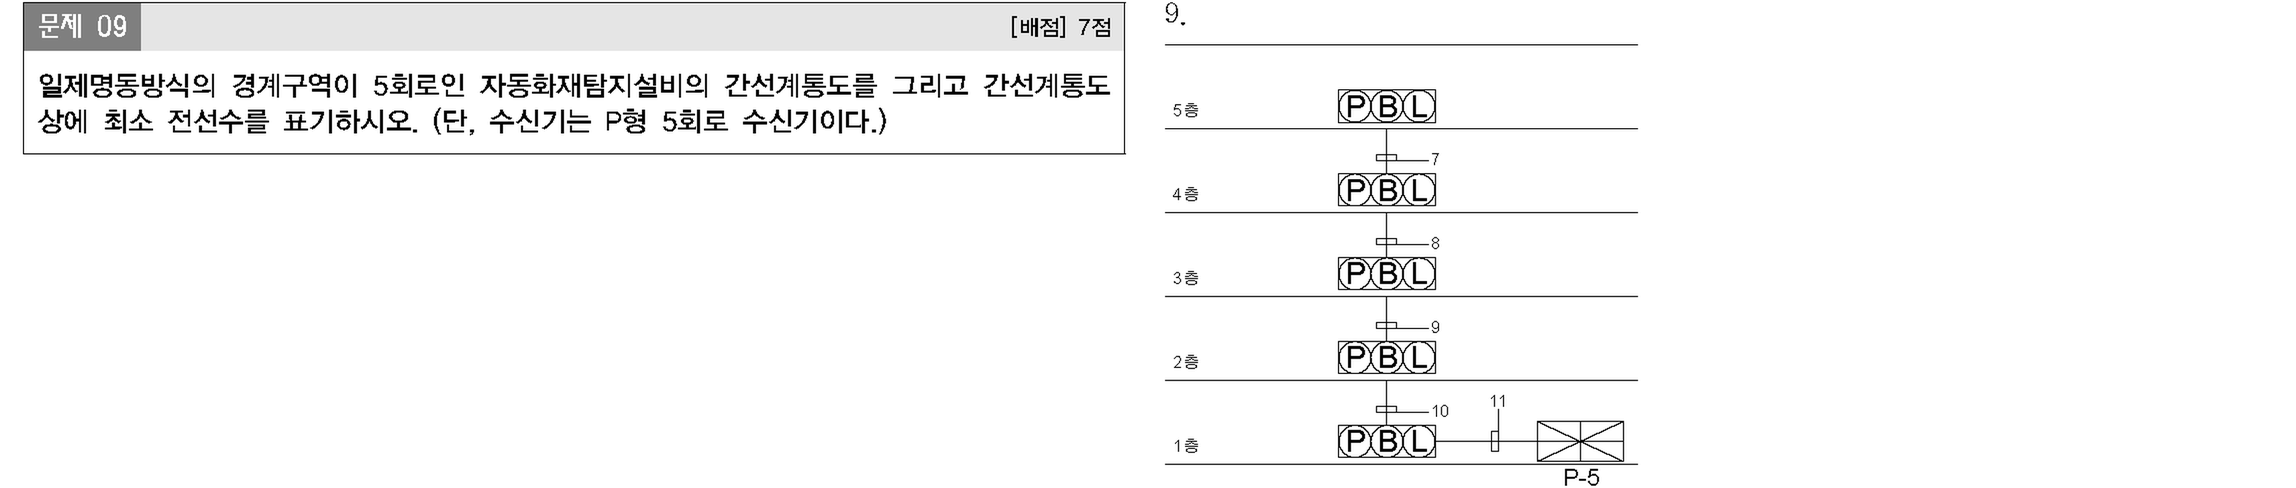 문제 09
[배점] 7점
일제명동방식의 경계구역이 5회로인 자동화재탐지설비의 간선계통도를 그리고 간선계통도
상에 최소 전선수를 표기하시오. (단, 수신기는 P형 5회로 수신기이다.)
9.
5층 PBL
7
4층 PBL
8
3층 PBL
9
2층 PBL
10 11
1층 PBL
P-5